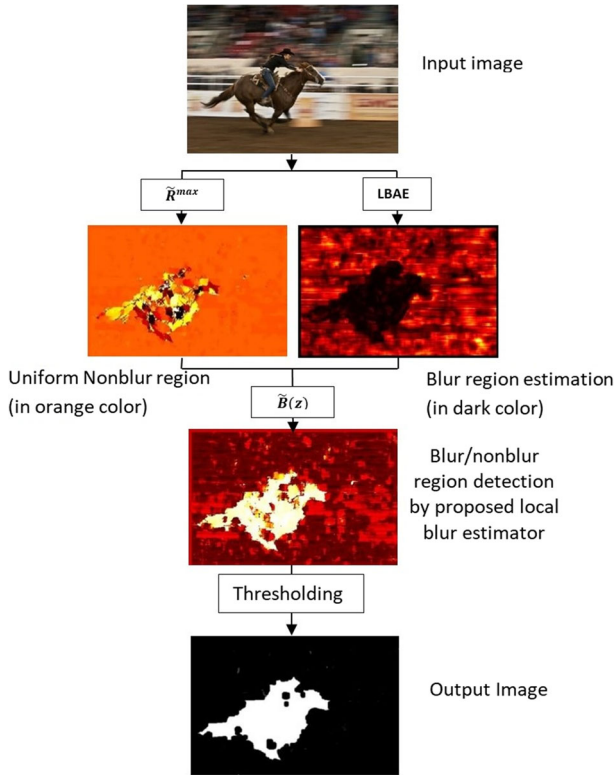 Input image
R̃ᵐᵃˣ
LBAE
Uniform Nonblur region
(in orange color)
Blur region estimation
(in dark color)
B̃(z)
Blur/nonblur
region detection
by proposed local
blur estimator
Thresholding
Output Image